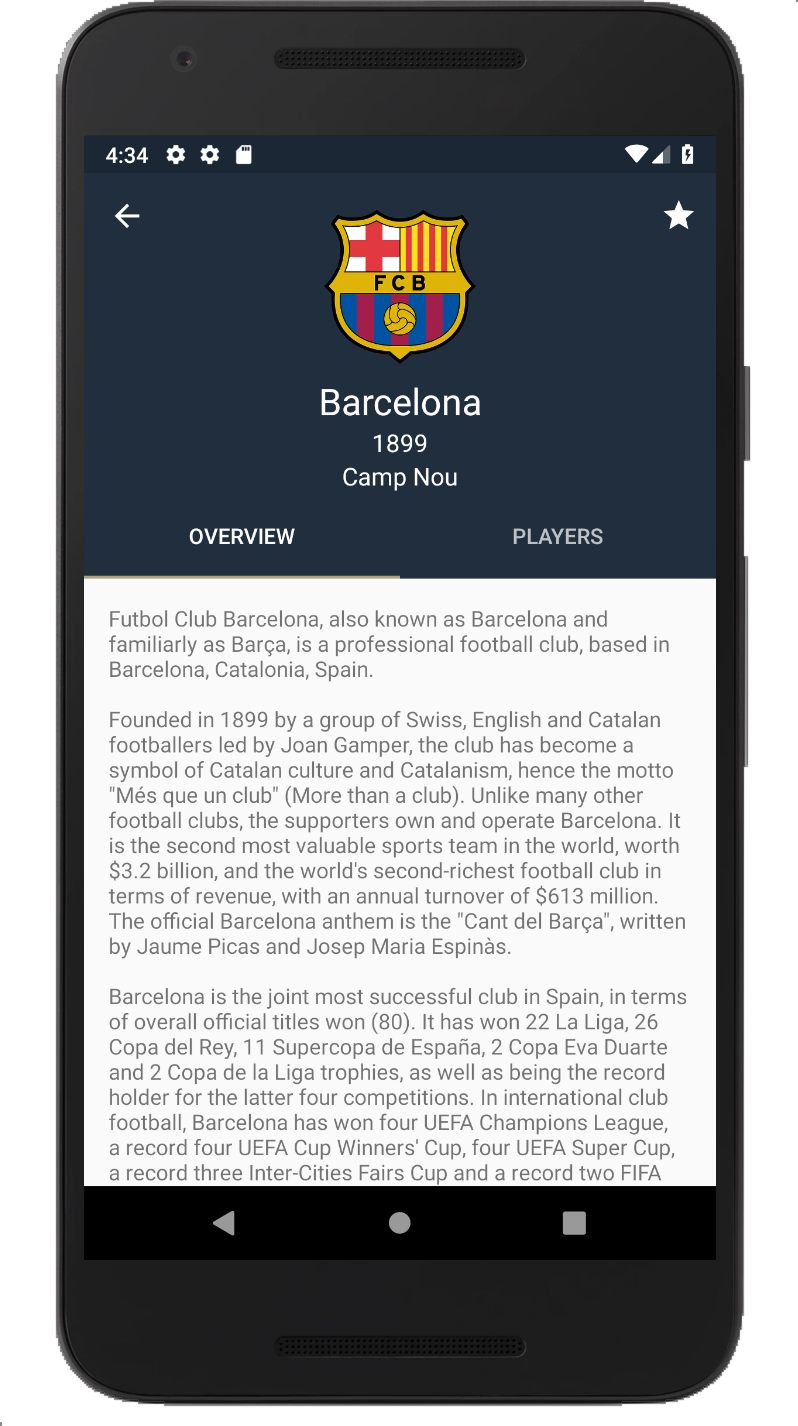 4:34
FCB
Barcelona
1899
Camp Nou
OVERVIEW
PLAYERS
Futbol Club Barcelona, also known as Barcelona and
familiarly as Barça, is a professional football club, based in
Barcelona, Catalonia, Spain.
Founded in 1899 by a group of Swiss, English and Catalan
footballers led by Joan Gamper, the club has become a
symbol of Catalan culture and Catalanism, hence the motto
"Més que un club" (More than a club). Unlike many other
football clubs, the supporters own and operate Barcelona. It
is the second most valuable sports team in the world, worth
$3.2 billion, and the world's second-richest football club in
terms of revenue, with an annual turnover of $613 million.
The official Barcelona anthem is the "Cant del Barça", written
by Jaume Picas and Josep Maria Espinàs.
Barcelona is the joint most successful club in Spain, in terms
of overall official titles won (80). It has won 22 La Liga, 26
Copa del Rey, 11 Supercopa de España, 2 Copa Eva Duarte
and 2 Copa de la Liga trophies, as well as being the record
holder for the latter four competitions. In international club
football, Barcelona has won four UEFA Champions League,
a record four UEFA Cup Winners' Cup, four UEFA Super Cup,
a record three Inter-Cities Fairs Cup and a record two FIFA